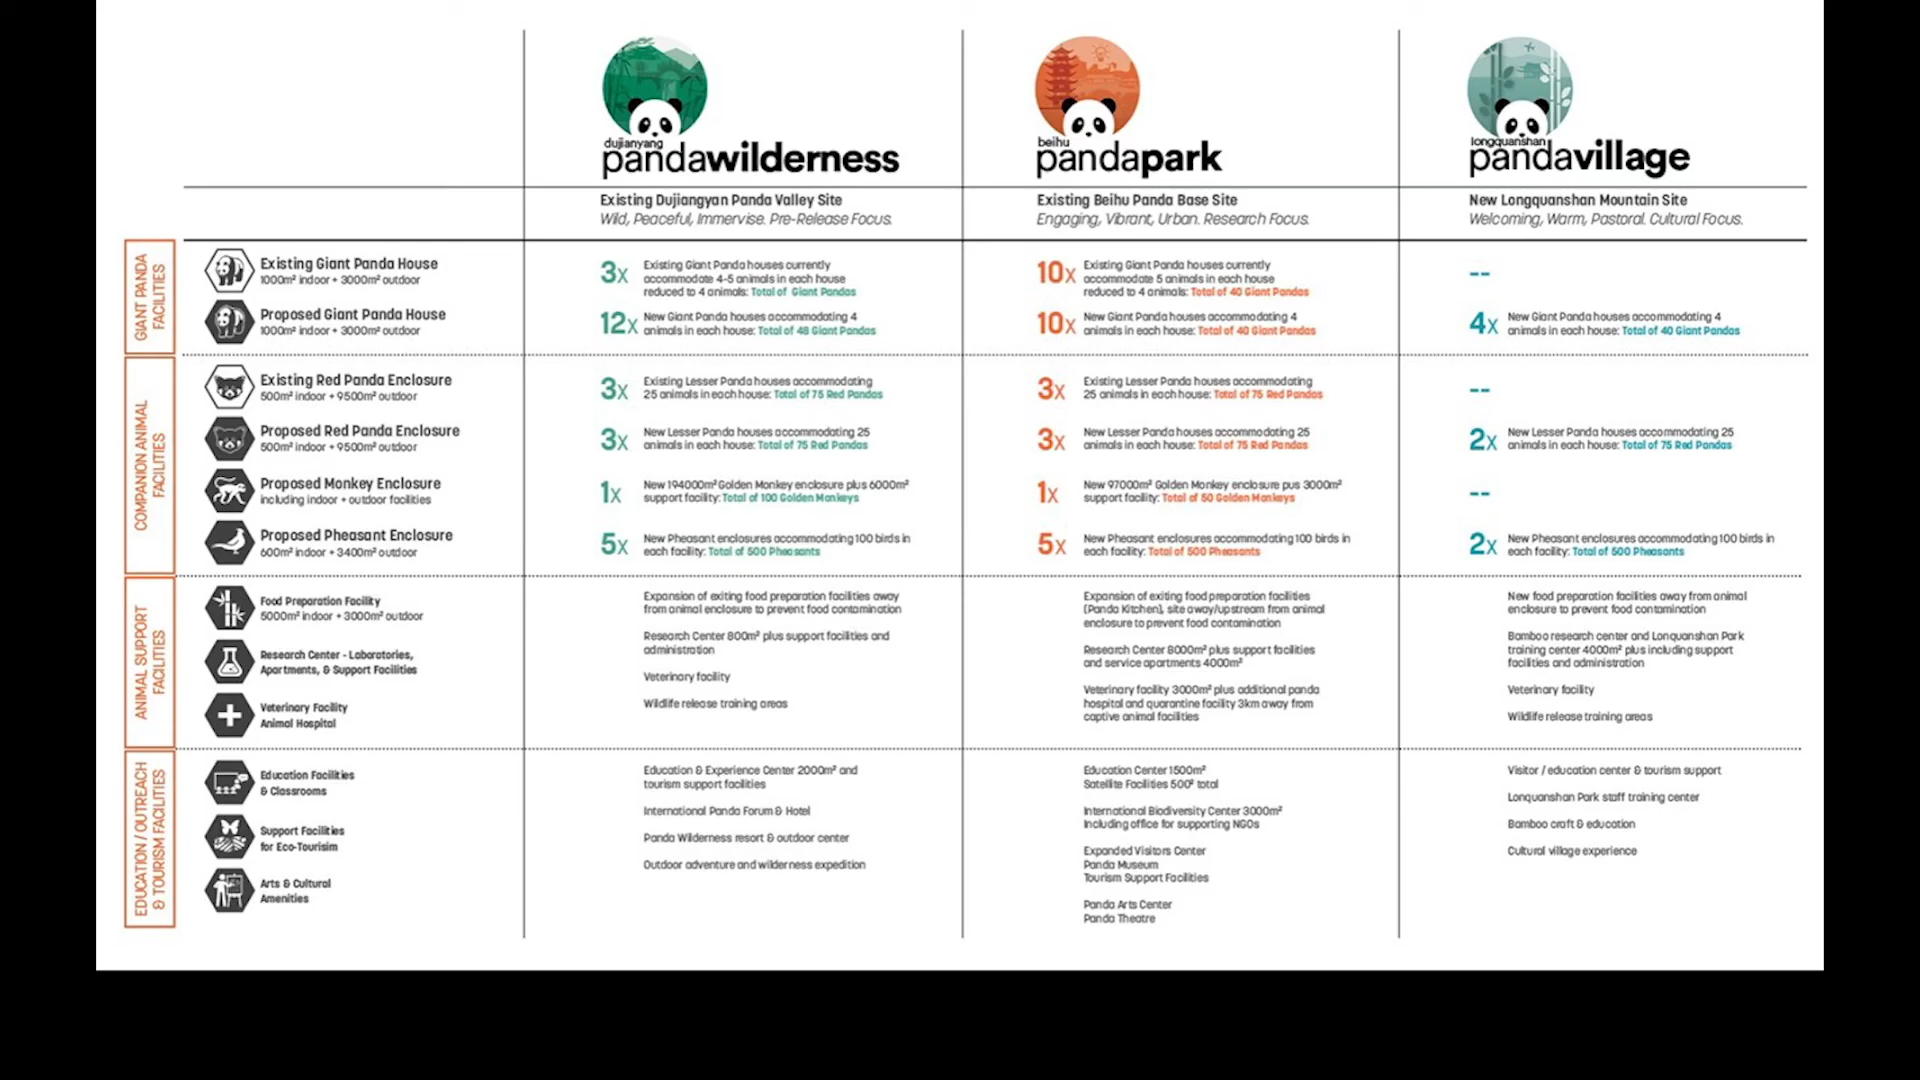 dujianyang
pandawilderness
beihu
pandapark
longquanshan
pandavillage
Existing Dujiangyan Panda Valley Site
Wild, Peaceful, Immervise. Pre-Release Focus.
Existing Beihu Panda Base Site
Engaging, Vibrant, Urban. Research Focus.
New Longquanshan Mountain Site
Welcoming, Warm, Pastoral. Cultural Focus.
GIANT PANDA
FACILITIES
Existing Giant Panda House
1000m² indoor + 3000m² outdoor
3x
Existing Giant Panda houses currently
accommodate 4-5 animals in each house
reduced to 4 animals: Total of Giant Pandas
10x
Existing Giant Panda houses currently
accommodate 5 animals in each house
reduced to 4 animals: Total of 40 Giant Pandas
--
Proposed Giant Panda House
1000m² indoor + 3000m² outdoor
12x
New Giant Panda houses accommodating 4
animals in each house: Total of 48 Giant Pandas
10x
New Giant Panda houses accommodating 4
animals in each house: Total of 40 Giant Pandas
4x
New Giant Panda houses accommodating 4
animals in each house: Total of 40 Giant Pandas
COMPANION ANIMAL
FACILITIES
Existing Red Panda Enclosure
500m² indoor + 9500m² outdoor
3x
Existing Lesser Panda houses accommodating
25 animals in each house: Total of 75 Red Pandas
3x
Existing Lesser Panda houses accommodating
25 animals in each house: Total of 75 Red Pandas
--
Proposed Red Panda Enclosure
500m² indoor + 9500m² outdoor
3x
New Lesser Panda houses accommodating 25
animals in each house: Total of 75 Red Pandas
3x
New Lesser Panda houses accommodating 25
animals in each house: Total of 75 Red Pandas
2x
New Lesser Panda houses accommodating 25
animals in each house: Total of 75 Red Pandas
Proposed Monkey Enclosure
including indoor + outdoor facilities
1x
New 194000m² Golden Monkey enclosure plus 6000m²
support facility: Total of 100 Golden Monkeys
1x
New 97000m² Golden Monkey enclosure pus 3000m²
support facility: Total of 50 Golden Monkeys
--
Proposed Pheasant Enclosure
600m² indoor + 3400m² outdoor
5x
New Pheasant enclosures accommodating 100 birds in
each facility: Total of 500 Pheasants
5x
New Pheasant enclosures accommodating 100 birds in
each facility: Total of 500 Pheasants
2x
New Pheasant enclosures accommodating 100 birds in
each facility: Total of 500 Pheasants
ANIMAL SUPPORT
FACILITIES
Food Preparation Facility
5000m² indoor + 3000m² outdoor
Research Center - Laboratories,
Apartments, & Support Facilities
Veterinary Facility
Animal Hospital
Expansion of exiting food preparation facilities away
from animal enclosure to prevent food contamination
Research Center 800m² plus support facilities and
administration
Veterinary facility
Wildlife release training areas
Expansion of exiting food preparation facilities
(Panda Kitchen), site away/upstream from animal
enclosure to prevent food contamination
Research Center 8000m² plus support facilities
and service apartments 4000m²
Veterinary facility 3000m² plus additional panda
hospital and quarantine facility 3km away from
captive animal facilities
New food preparation facilities away from animal
enclosure to prevent food contamination
Bamboo research center and Lonquanshan Park
training center 4000m² plus including support
facilities and administration
Veterinary facility
Wildlife release training areas
EDUCATION / OUTREACH
& TOURISM FACILITIES
Education Facilities
& Classrooms
Support Facilities
for Eco-Tourisim
Arts & Cultural
Amenities
Education & Experience Center 2000m² and
tourism support facilities
International Panda Forum & Hotel
Panda Wilderness resort & outdoor center
Outdoor adventure and wilderness expedition
Education Center 1500m²
Satellite Facilities 500² total
International Biodiversity Center 3000m²
Including office for supporting NGOs
Expanded Visitors Center
Panda Museum
Tourism Support Facilities
Panda Arts Center
Panda Theatre
Visitor / education center & tourism support
Lonquanshan Park staff training center
Bamboo craft & education
Cultural village experience